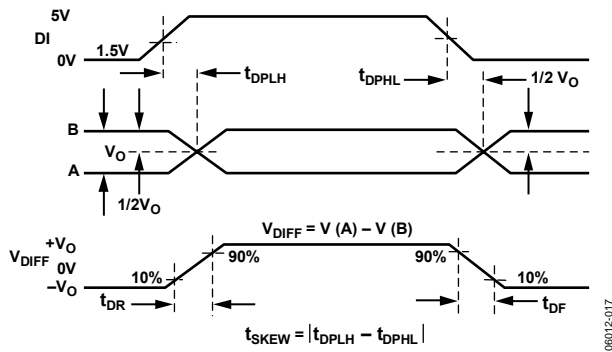 5V
DI
1.5V
0V
tDPLH
tDPHL
1/2 VO
B
VO
A
1/2VO
VDIFF = V (A) – V (B)
+VO
VDIFF
0V
–VO
10%
90%
90%
10%
tDR
tDF
tSKEW = |tDPLH – tDPHL|
06012-017